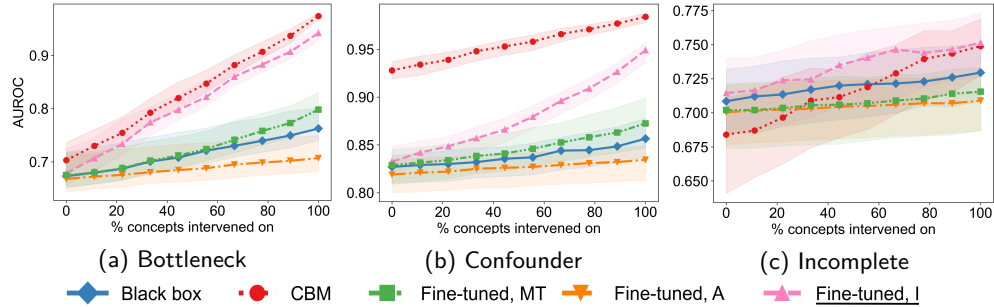 AUROC
0.9
0.8
0.7
0 20 40 60 80 100
% concepts intervened on
(a) Bottleneck
0.95
0.90
0.85
0.80
0 20 40 60 80 100
% concepts intervened on
(b) Confounder
0.775
0.750
0.725
0.700
0.675
0.650
0 20 40 60 80 100
% concepts intervened on
(c) Incomplete
Black box CBM Fine-tuned, MT Fine-tuned, A Fine-tuned, I